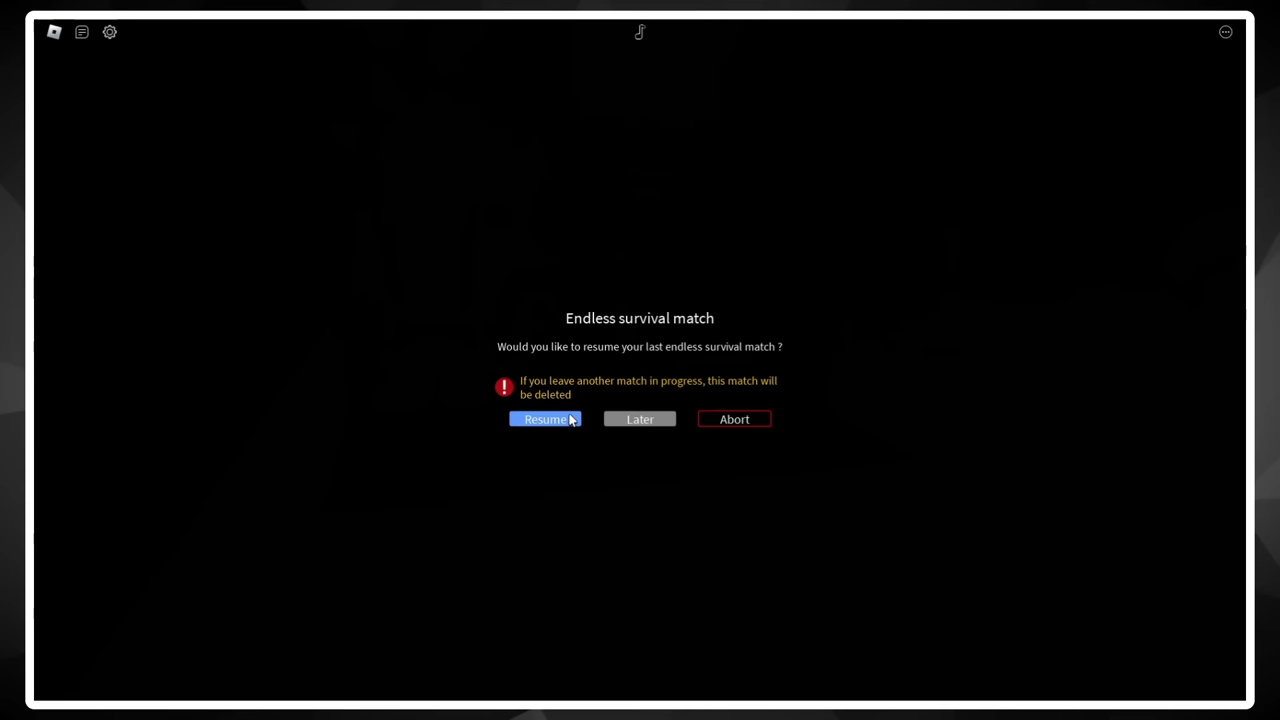 Endless survival match
Would you like to resume your last endless survival match ?
If you leave another match in progress, this match will
be deleted
Resume
Later
Abort